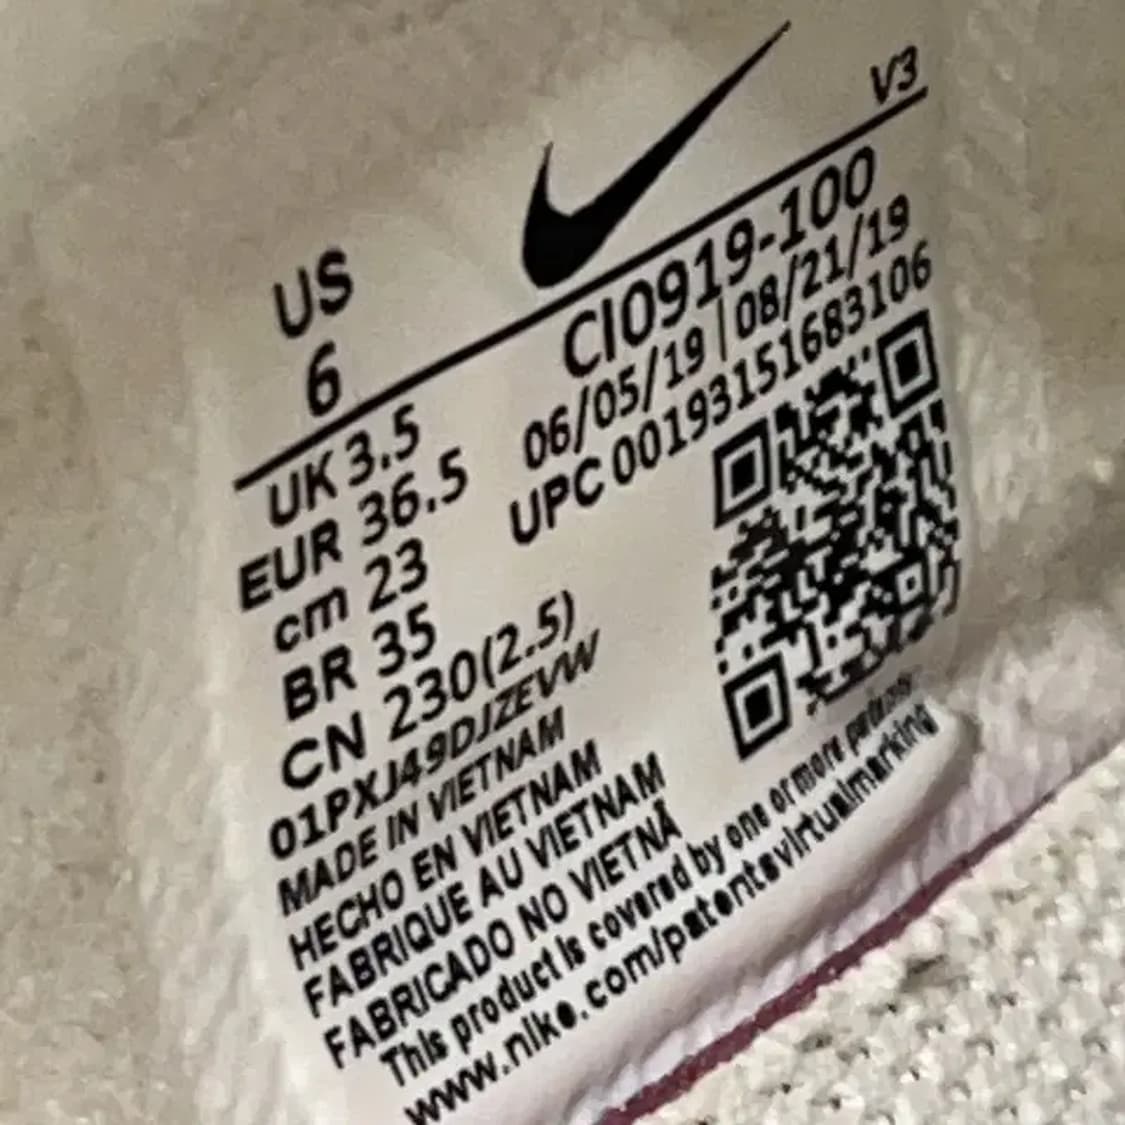 V3
US
6
CI0919-100
06/05/19 | 08/21/19
UPC 00193151683106
UK 3.5
EUR 36.5
cm 23
BR 35
CN 230(2.5)
01PXJ49DJZEVW
MADE IN VIETNAM
HECHO EN VIETNAM
FABRIQUE AU VIETNAM
FABRICADO NO VIETNÃ
This product is covered by one or more patents
www.nike.com/patentsvirtualmarking